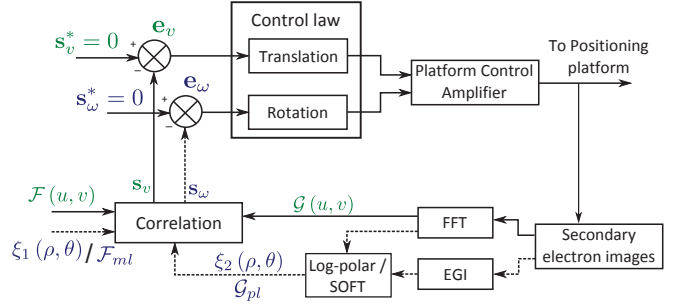 Control law
s*_v = 0
+
−
e_v
Translation
To Positioning
platform
s*_ω = 0
+
−
e_ω
Rotation
Platform Control
Amplifier
s_v
s_ω
F (u, v)
Correlation
G (u, v)
FFT
ξ_1 (ρ, θ) / F_ml
ξ_2 (ρ, θ)
G_pl
Log-polar /
SOFT
EGI
Secondary
electron images